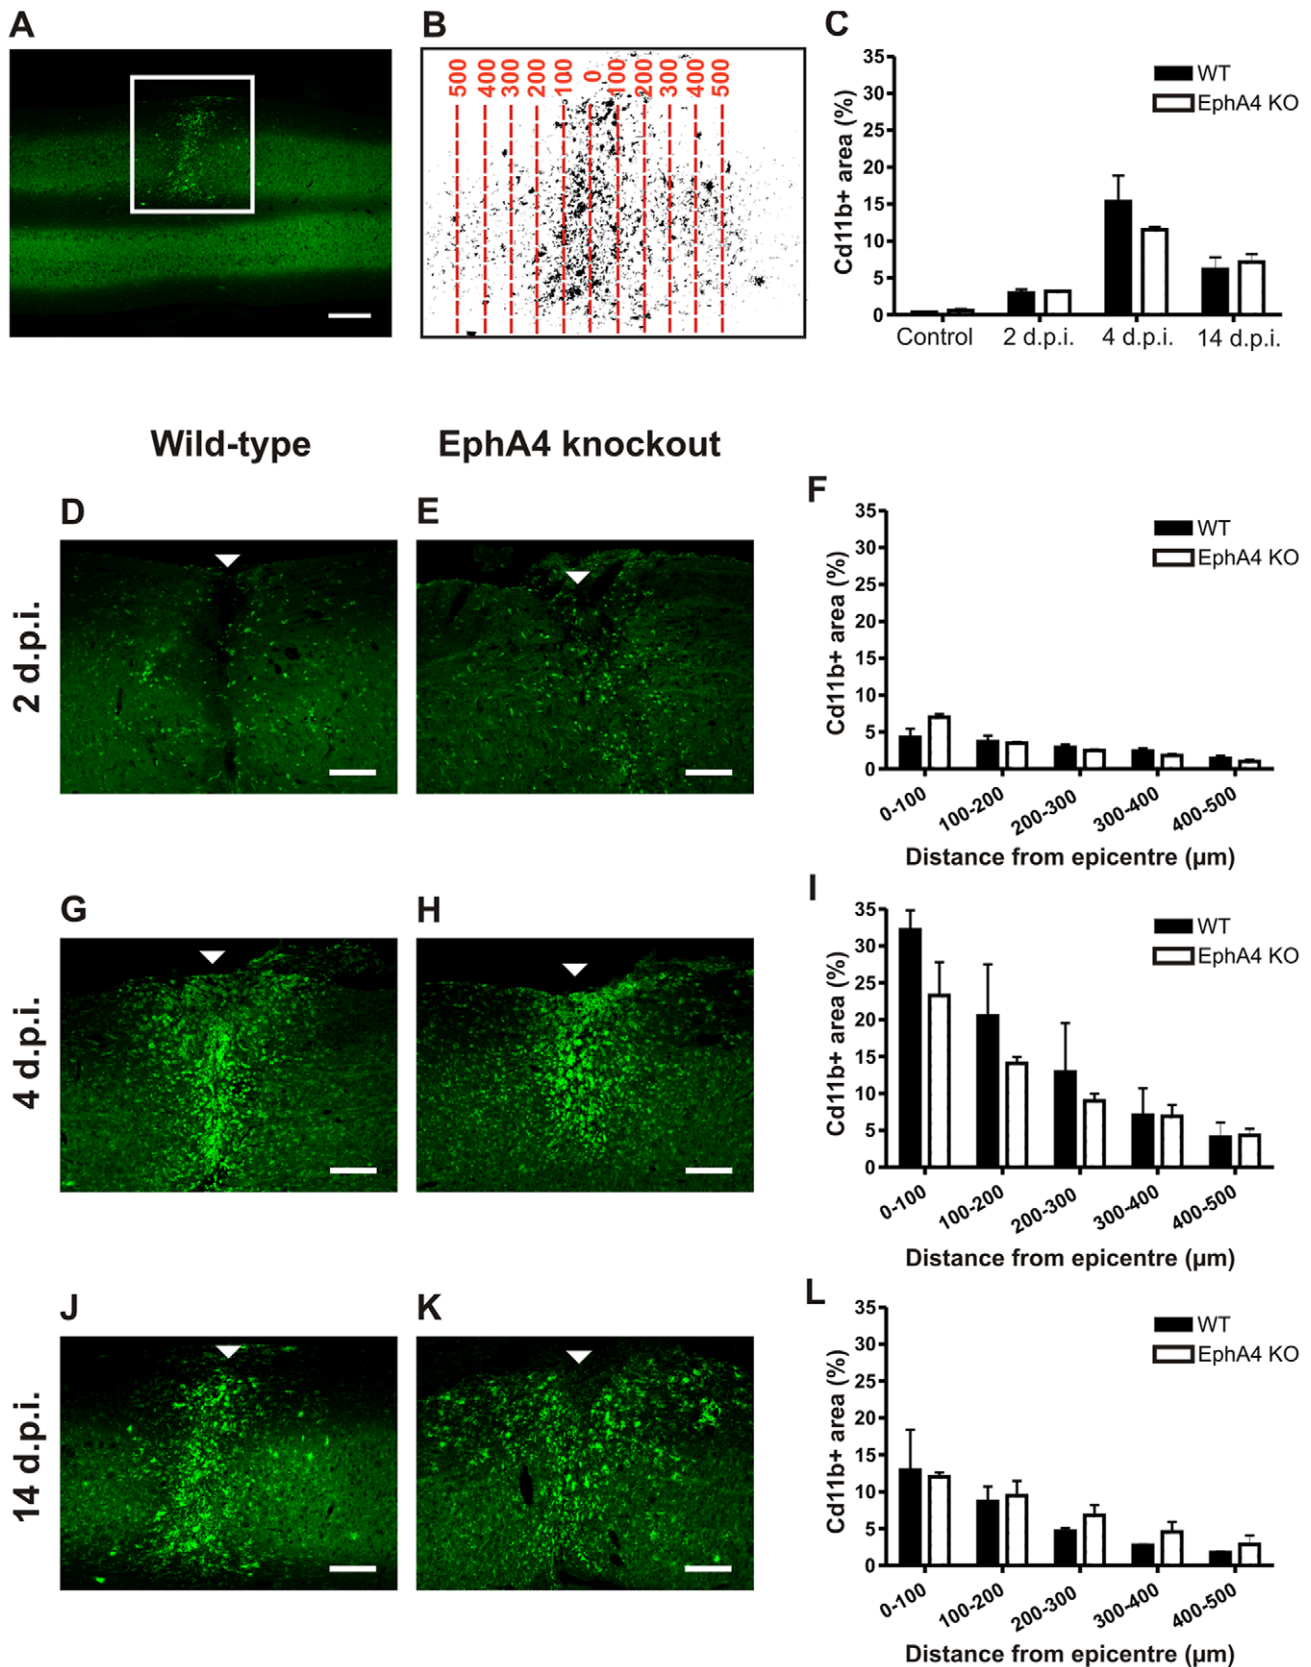 A
B
500 400 300 200 100 0 100 200 300 400 500
C
Cd11b+ area (%)
35
30
25
20
15
10
5
0
WT
EphA4 KO
Control 2 d.p.i. 4 d.p.i. 14 d.p.i.
Wild-type EphA4 knockout
2 d.p.i.
D
E
F
Cd11b+ area (%)
35
30
25
20
15
10
5
0
WT
EphA4 KO
0-100 100-200 200-300 300-400 400-500
Distance from epicentre (µm)
4 d.p.i.
G
H
I
Cd11b+ area (%)
35
30
25
20
15
10
5
0
WT
EphA4 KO
0-100 100-200 200-300 300-400 400-500
Distance from epicentre (µm)
14 d.p.i.
J
K
L
Cd11b+ area (%)
35
30
25
20
15
10
5
0
WT
EphA4 KO
0-100 100-200 200-300 300-400 400-500
Distance from epicentre (µm)